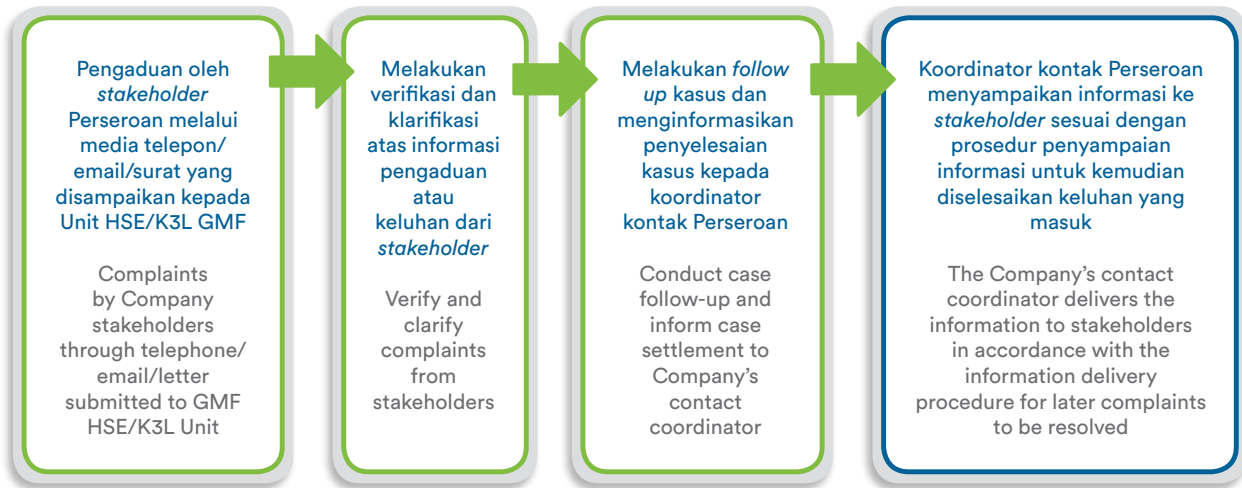 Pengaduan oleh
stakeholder
Perseroan melalui
media telepon/
email/surat yang
disampaikan kepada
Unit HSE/K3L GMF
Complaints
by Company
stakeholders
through telephone/
email/letter
submitted to GMF
HSE/K3L Unit
Melakukan
verifikasi dan
klarifikasi
atas informasi
pengaduan
atau
keluhan dari
stakeholder
Verify and
clarify
complaints
from
stakeholders
Melakukan follow
up kasus dan
menginformasikan
penyelesaian
kasus kepada
koordinator
kontak Perseroan
Conduct case
follow-up and
inform case
settlement to
Company’s
contact
coordinator
Koordinator kontak Perseroan
menyampaikan informasi ke
stakeholder sesuai dengan
prosedur penyampaian
informasi untuk kemudian
diselesaikan keluhan yang
masuk
The Company’s contact
coordinator delivers the
information to stakeholders
in accordance with the
information delivery
procedure for later complaints
to be resolved